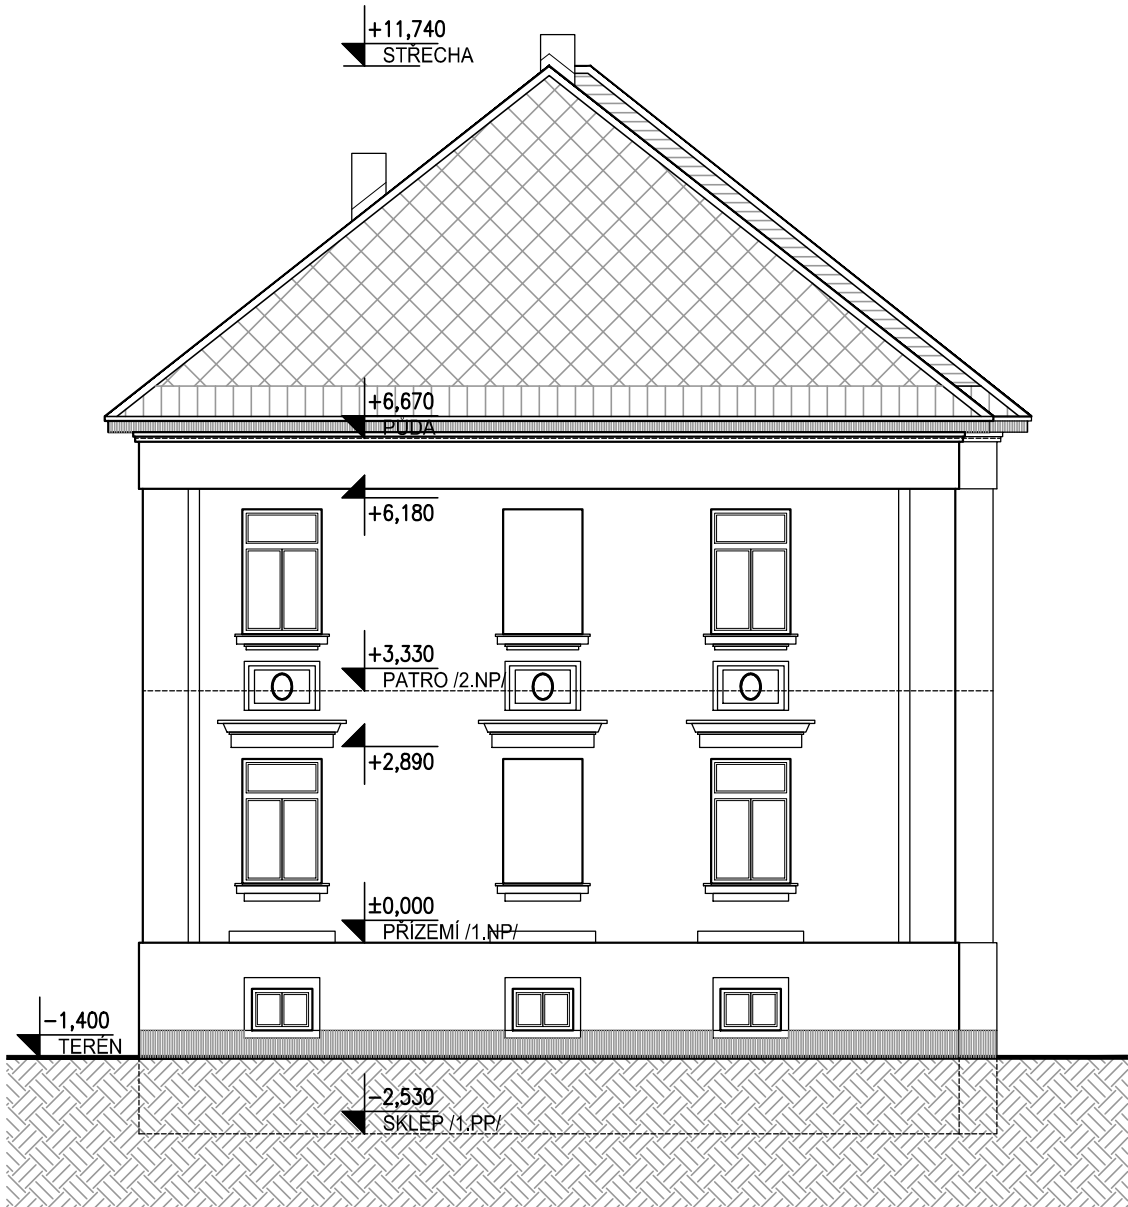 +11,740
STŘECHA
+6,670
PŮDA
+6,180
+3,330
PATRO /2.NP/
+2,890
±0,000
PŘÍZEMÍ /1.NP/
−1,400
TERÉN
−2,530
SKLEP /1.PP/